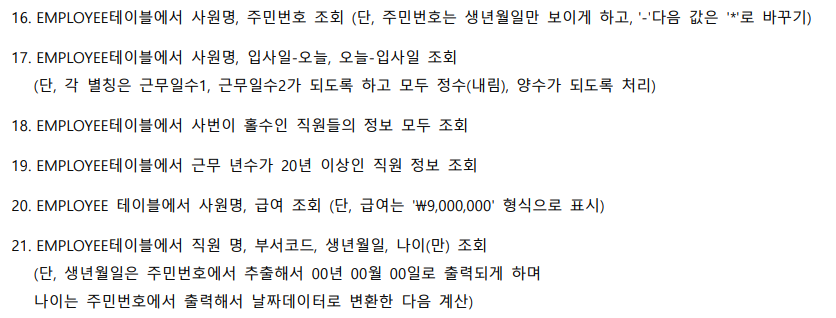 16. EMPLOYEE테이블에서 사원명, 주민번호 조회 (단, 주민번호는 생년월일만 보이게 하고, '-'다음 값은 '*'로 바꾸기)
17. EMPLOYEE테이블에서 사원명, 입사일-오늘, 오늘-입사일 조회
(단, 각 별칭은 근무일수1, 근무일수2가 되도록 하고 모두 정수(내림), 양수가 되도록 처리)
18. EMPLOYEE테이블에서 사번이 홀수인 직원들의 정보 모두 조회
19. EMPLOYEE테이블에서 근무 년수가 20년 이상인 직원 정보 조회
20. EMPLOYEE 테이블에서 사원명, 급여 조회 (단, 급여는 '₩9,000,000' 형식으로 표시)
21. EMPLOYEE테이블에서 직원 명, 부서코드, 생년월일, 나이(만) 조회
(단, 생년월일은 주민번호에서 추출해서 00년 00월 00일로 출력되게 하며
나이는 주민번호에서 출력해서 날짜데이터로 변환한 다음 계산)